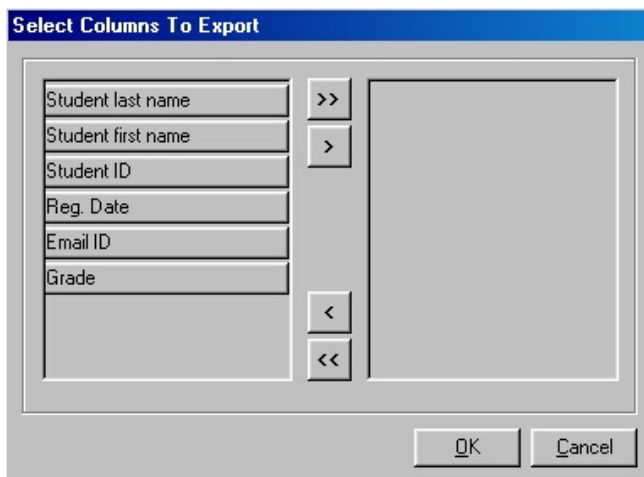 Select Columns To Export
Student last name
Student first name
Student ID
Reg. Date
Email ID
Grade
>>
>
<
<<
OK
Cancel